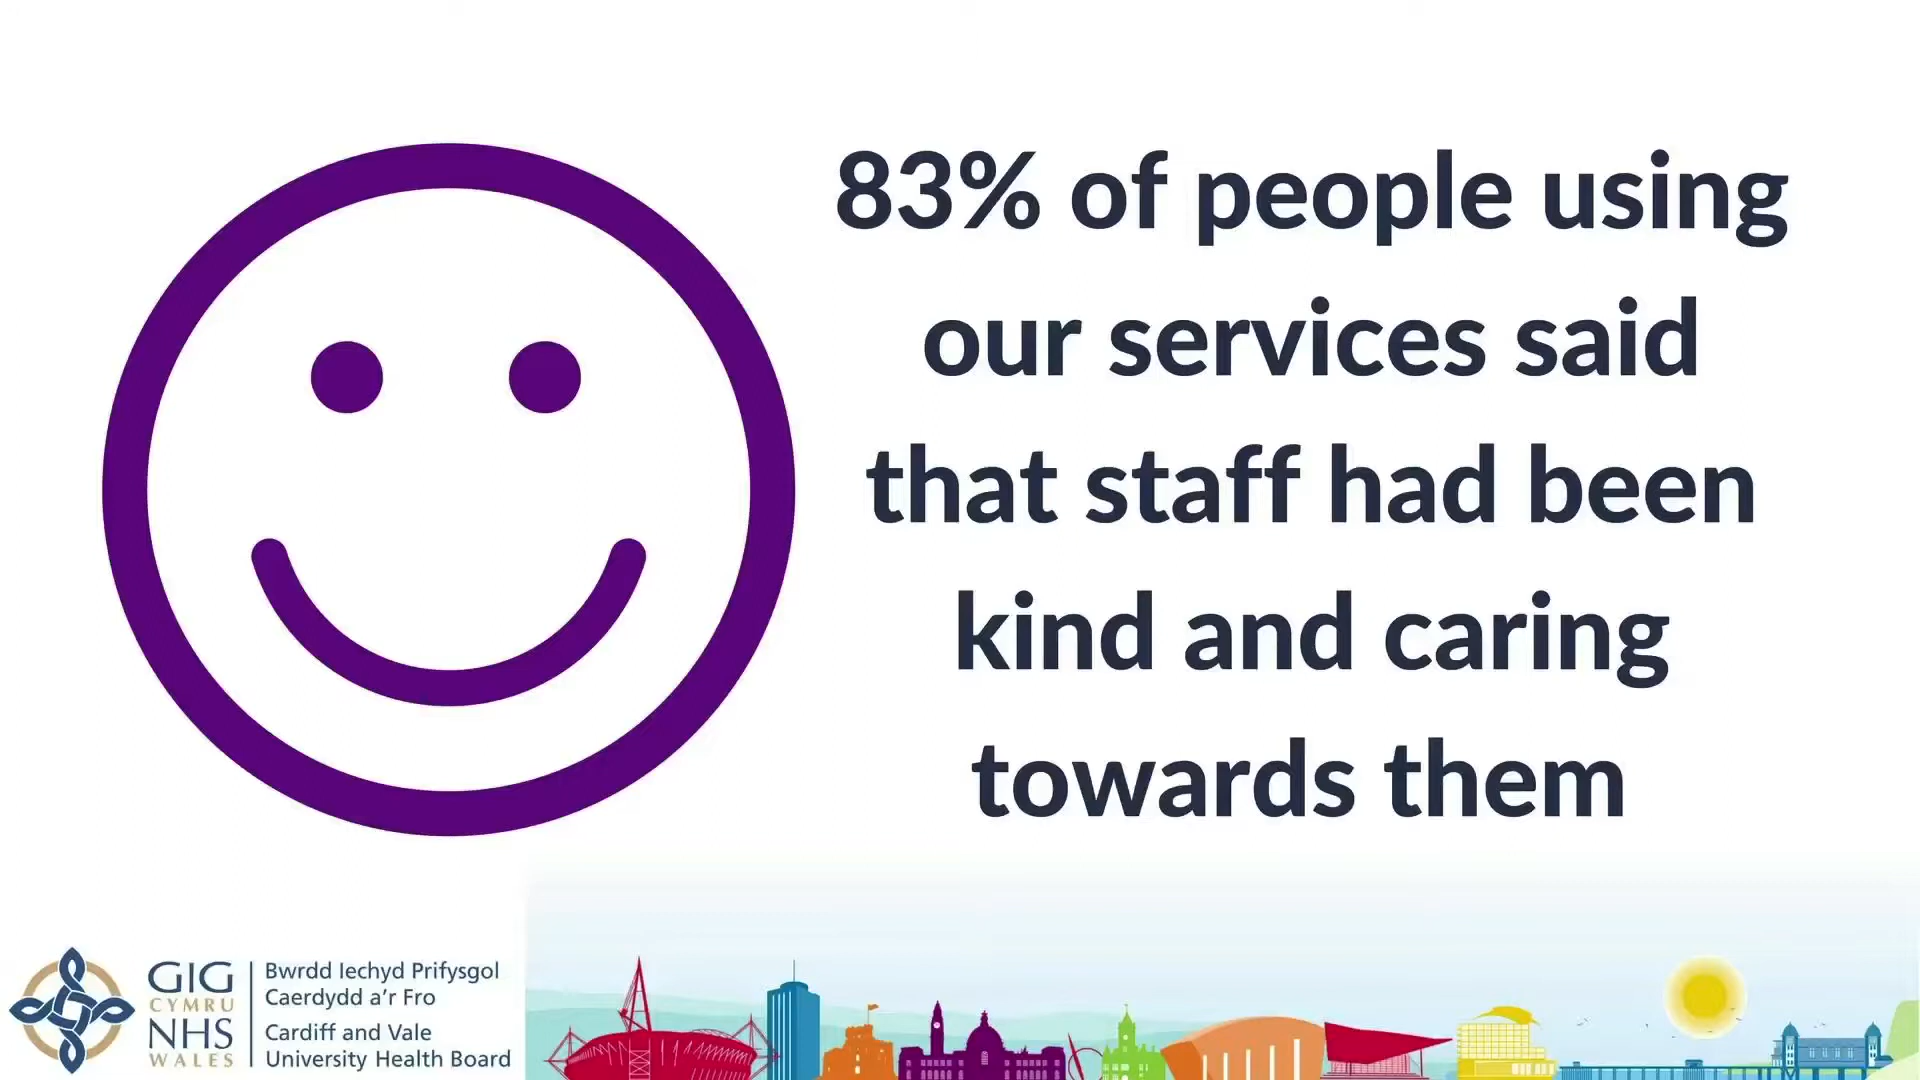 83% of people using
our services said
that staff had been
kind and caring
towards them
GIG
CYMRU
NHS
WALES
Bwrdd Iechyd Prifysgol
Caerdydd a'r Fro
Cardiff and Vale
University Health Board